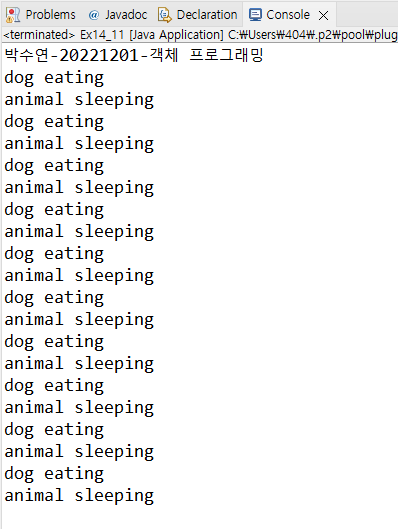 Problems @ Javadoc Declaration Console
<terminated> Ex14_11 [Java Application] C:₩Users₩404₩.p2₩pool₩plug
박수연-20221201-객체 프로그래밍
dog eating
animal sleeping
dog eating
animal sleeping
dog eating
animal sleeping
dog eating
animal sleeping
dog eating
animal sleeping
dog eating
animal sleeping
dog eating
animal sleeping
dog eating
animal sleeping
dog eating
animal sleeping
dog eating
animal sleeping